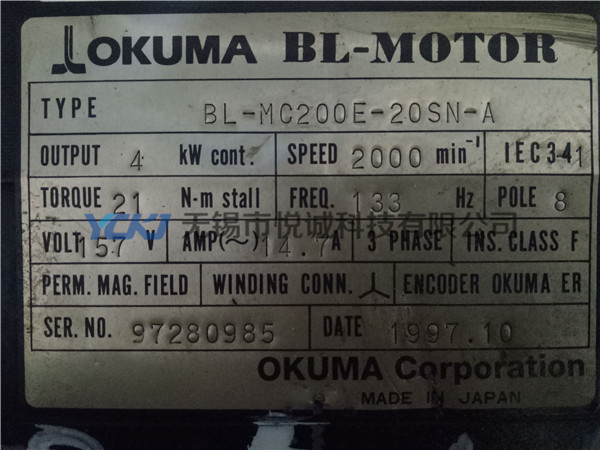 OKUMA BL-MOTOR
TYPE BL-MC200E-20SN-A
OUTPUT 4 kW cont. SPEED 2000 min⁻¹ IEC34-1
TORQUE 21 N-m stall FREQ. 133 Hz POLE 8
YCKJ 无锡市悦诚科技有限公司
VOLT 157 V AMP(~) 14.7 A 3 PHASE INS. CLASS F
PERM. MAG. FIELD WINDING CONN. ENCODER OKUMA ER
SER. NO. 97280985 DATE 1997.10
OKUMA Corporation
MADE IN JAPAN